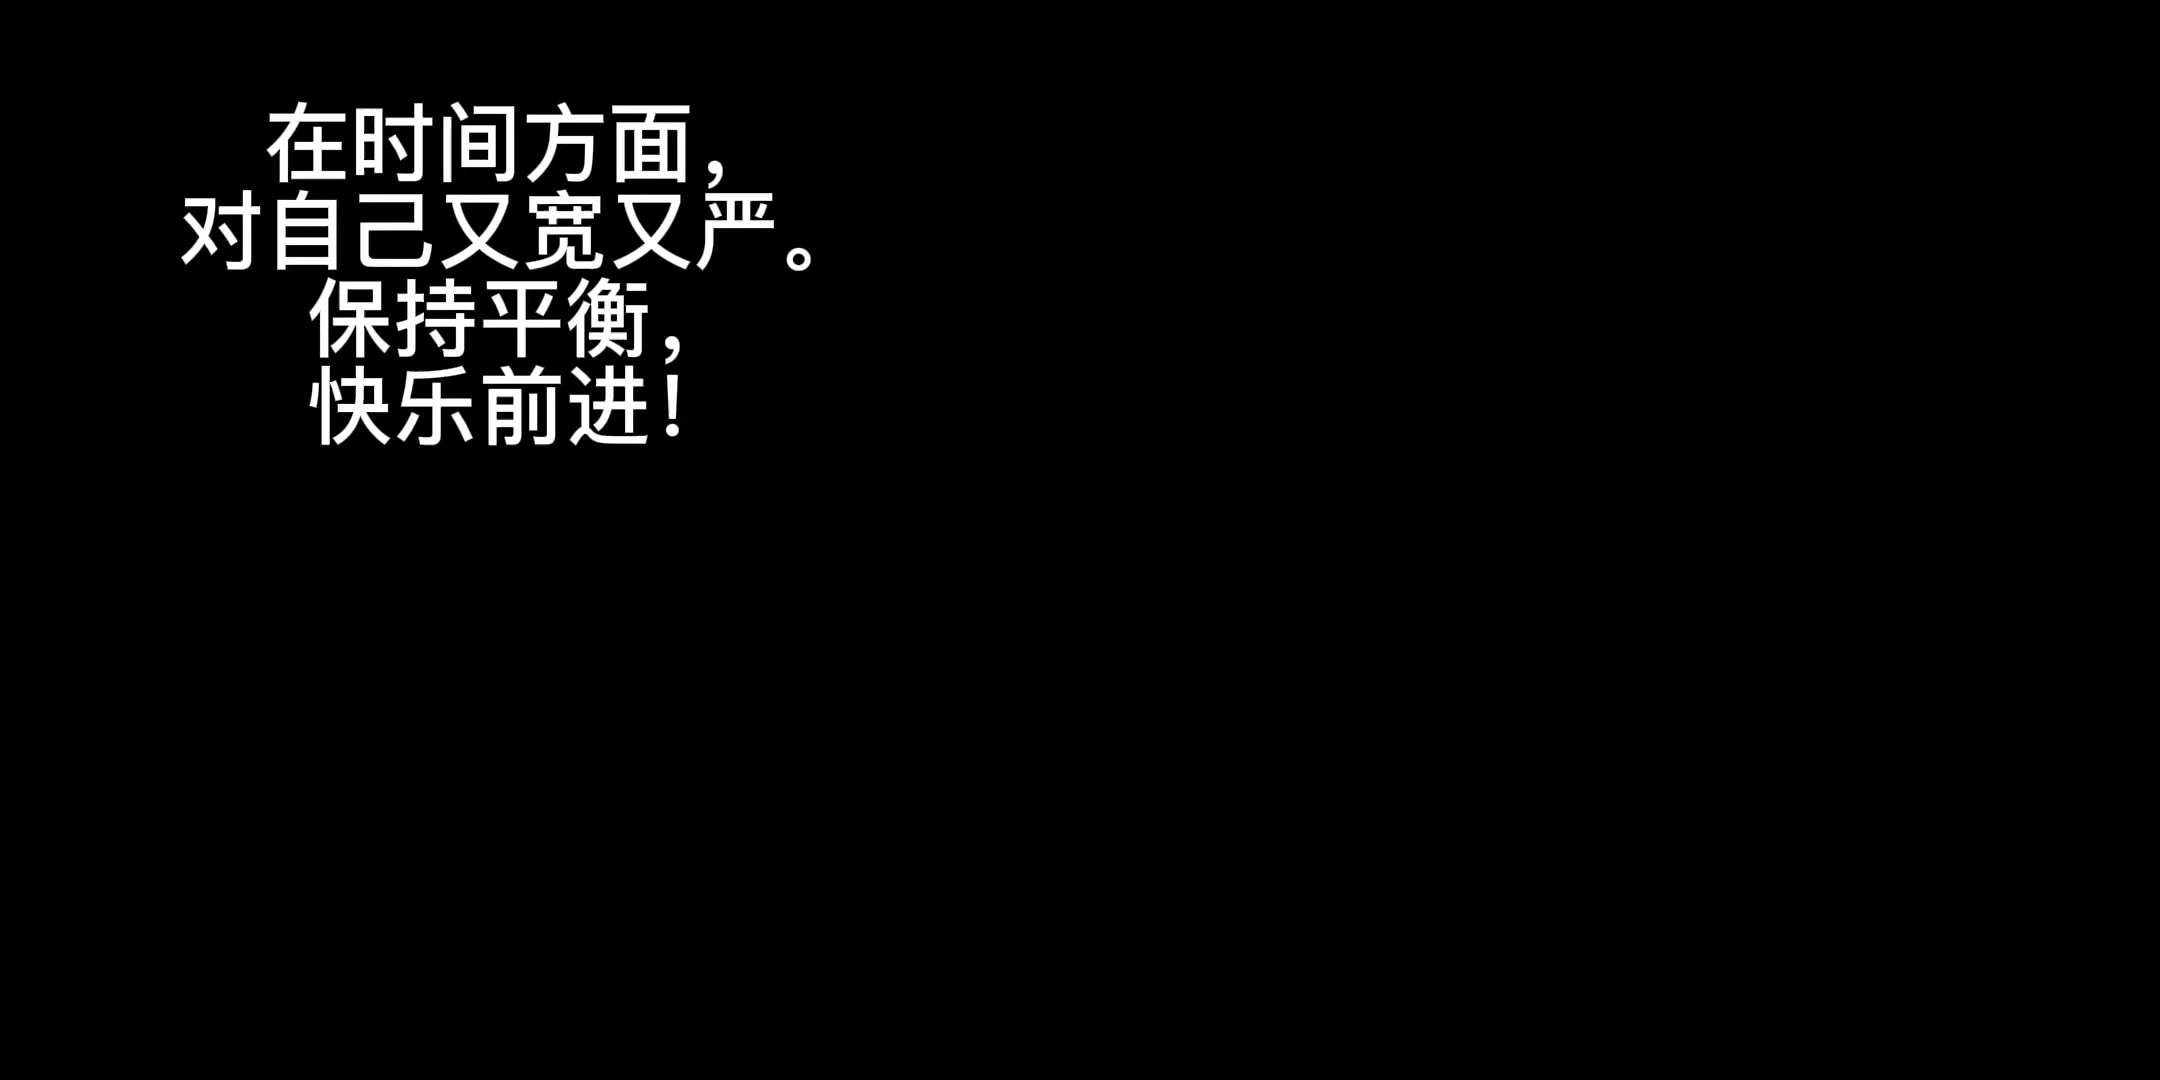 在时间方面，
对自己又宽又严。
保持平衡，
快乐前进！